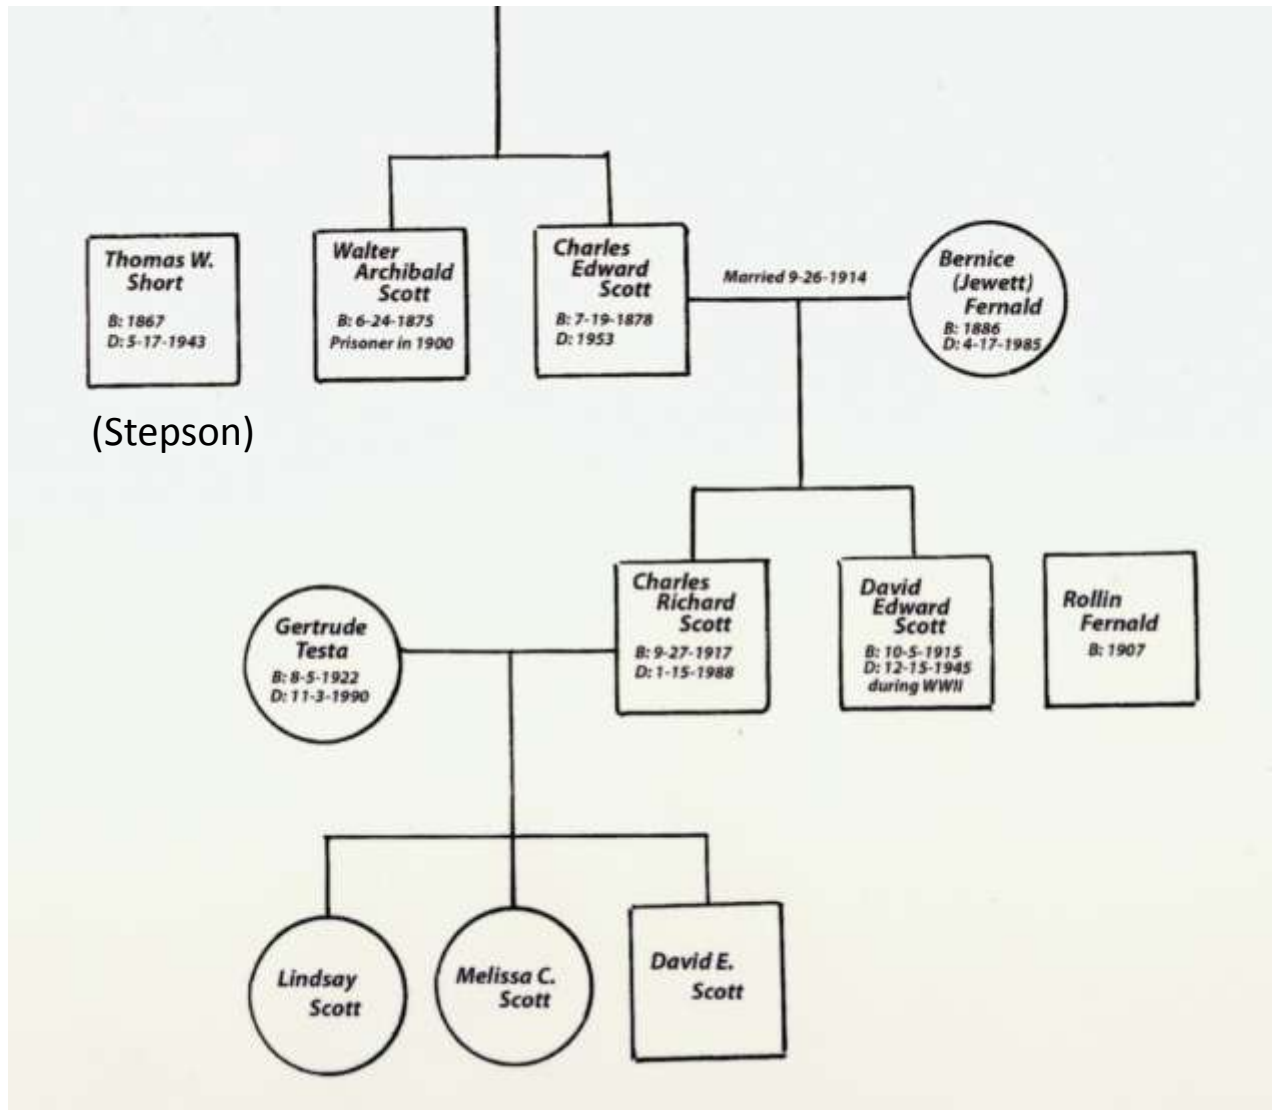 Thomas W.
Short
B: 1867
D: 5-17-1943
(Stepson)
Walter
Archibald
Scott
B: 6-24-1875
Prisoner in 1900
Charles
Edward
Scott
B: 7-19-1878
D: 1953
Married 9-26-1914
Bernice
(Jewett)
Fernald
B: 1886
D: 4-17-1985
Gertrude
Testa
B: 8-5-1922
D: 11-3-1990
Charles
Richard
Scott
B: 9-27-1917
D: 1-15-1988
David
Edward
Scott
B: 10-5-1915
D: 12-15-1945
during WWII
Rollin
Fernald
B: 1907
Lindsay
Scott
Melissa C.
Scott
David E.
Scott